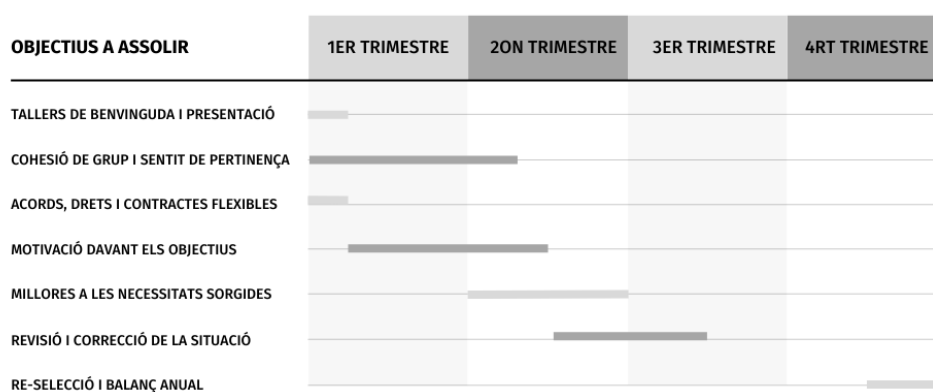 OBJECTIUS A ASSOLIR 1ER TRIMESTRE 2ON TRIMESTRE 3ER TRIMESTRE 4RT TRIMESTRE
TALLERS DE BENVINGUDA I PRESENTACIÓ
COHESIÓ DE GRUP I SENTIT DE PERTINENÇA
ACORDS, DRETS I CONTRACTES FLEXIBLES
MOTIVACIÓ DAVANT ELS OBJECTIUS
MILLORES A LES NECESSITATS SORGIDES
REVISIÓ I CORRECCIÓ DE LA SITUACIÓ
RE-SELECCIÓ I BALANÇ ANUAL